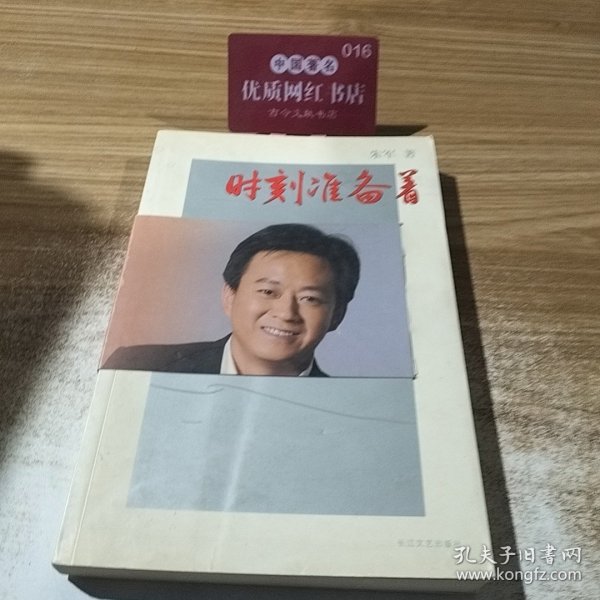 016
中国著名
优质网红书店
古今文献书店
朱军 著
时刻准备着
长江文艺出版社
孔夫子旧书网
www.kongfz.com